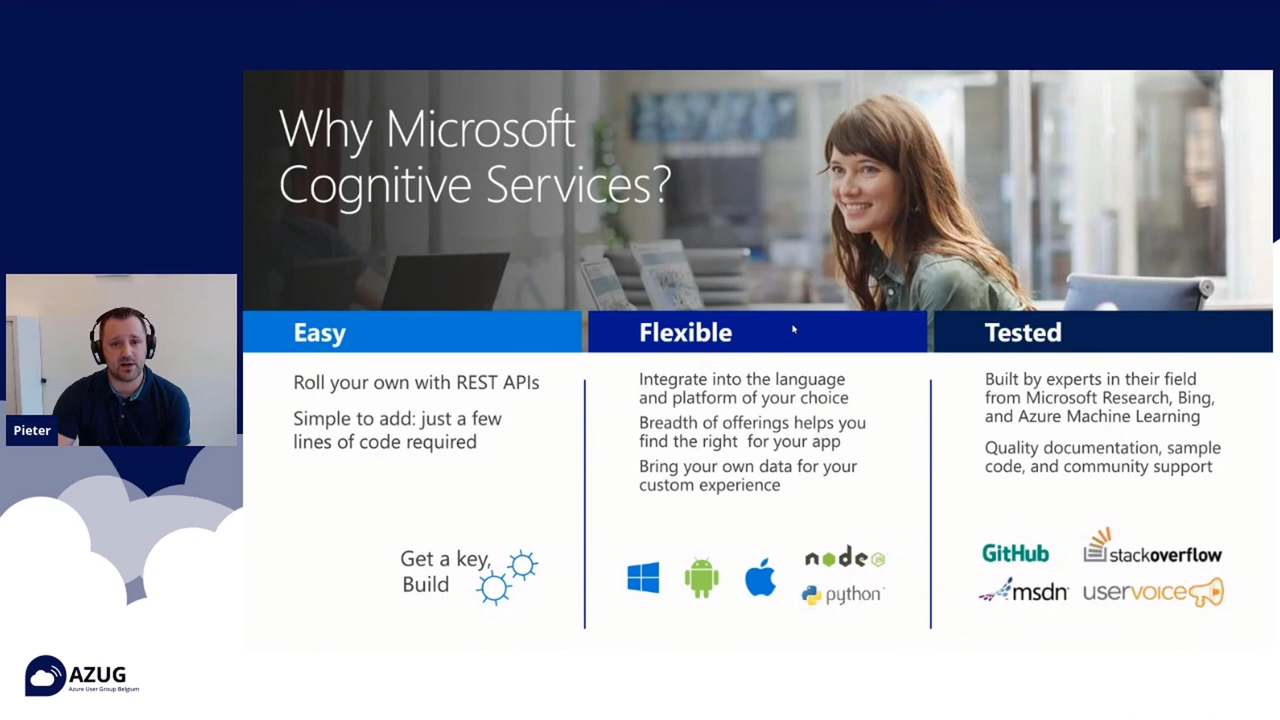 Why Microsoft
Cognitive Services?
Easy
Roll your own with REST APIs
Simple to add: just a few
lines of code required
Get a key,
Build
Flexible
Integrate into the language
and platform of your choice
Breadth of offerings helps you
find the right for your app
Bring your own data for your
custom experience
node
JS
python
Tested
Built by experts in their field
from Microsoft Research, Bing,
and Azure Machine Learning
Quality documentation, sample
code, and community support
GitHub
stackoverflow
msdn
uservoice
Pieter
AZUG
Azure User Group Belgium